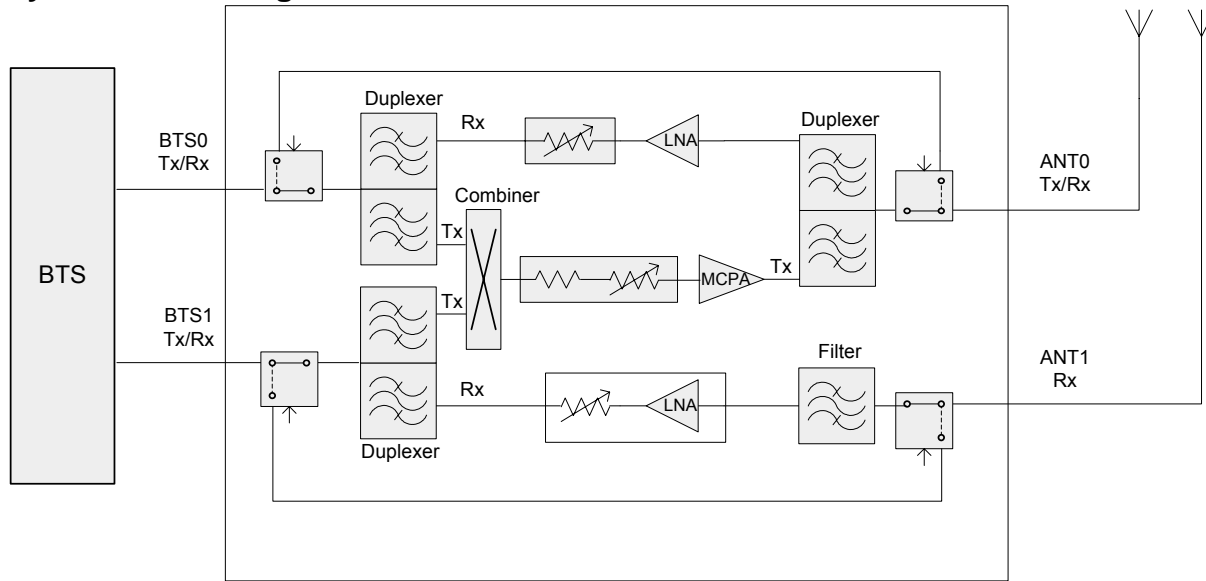 Duplexer
BTS0
Tx/Rx
Rx
LNA
Duplexer
ANT0
Tx/Rx
Combiner
Tx
BTS
MCPA
Tx
Tx
BTS1
Tx/Rx
Filter
ANT1
Rx
Rx
LNA
Duplexer